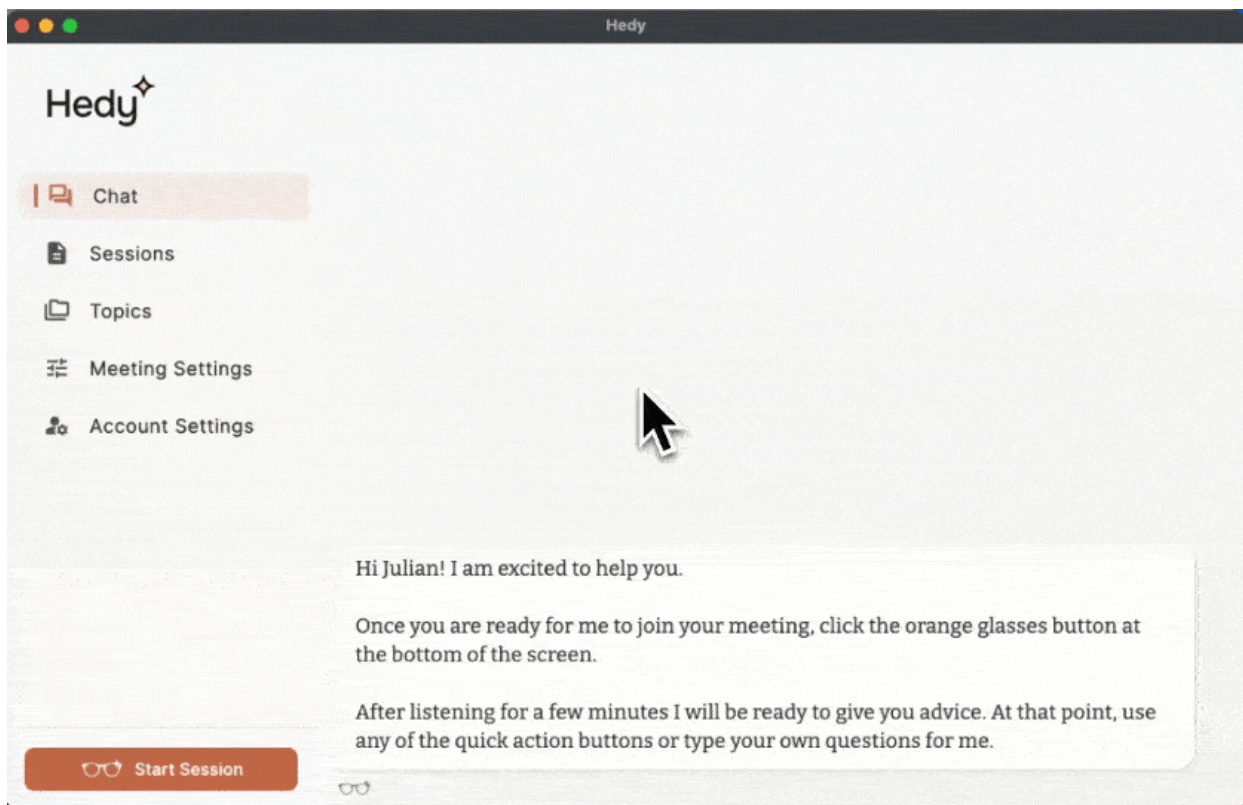 Hedy
Hedy
Chat
Sessions
Topics
Meeting Settings
Account Settings
Hi Julian! I am excited to help you.
Once you are ready for me to join your meeting, click the orange glasses button at
the bottom of the screen.
After listening for a few minutes I will be ready to give you advice. At that point, use
any of the quick action buttons or type your own questions for me.
Start Session